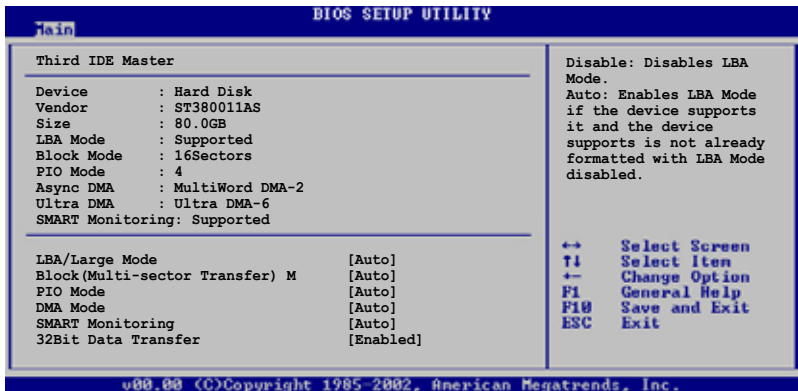 BIOS SETUP UTILITY
Main
Third IDE Master
Device : Hard Disk
Vendor : ST380011AS
Size : 80.0GB
LBA Mode : Supported
Block Mode : 16Sectors
PIO Mode : 4
Async DMA : MultiWord DMA-2
Ultra DMA : Ultra DMA-6
SMART Monitoring: Supported
LBA/Large Mode [Auto]
Block(Multi-sector Transfer) M [Auto]
PIO Mode [Auto]
DMA Mode [Auto]
SMART Monitoring [Auto]
32Bit Data Transfer [Enabled]
Disable: Disables LBA
Mode.
Auto: Enables LBA Mode
if the device supports
it and the device
supports is not already
formatted with LBA Mode
disabled.
↔ Select Screen
↑↓ Select Item
+- Change Option
F1 General Help
F10 Save and Exit
ESC Exit
v00.00 (C)Copyright 1985-2002, American Megatrends, Inc.